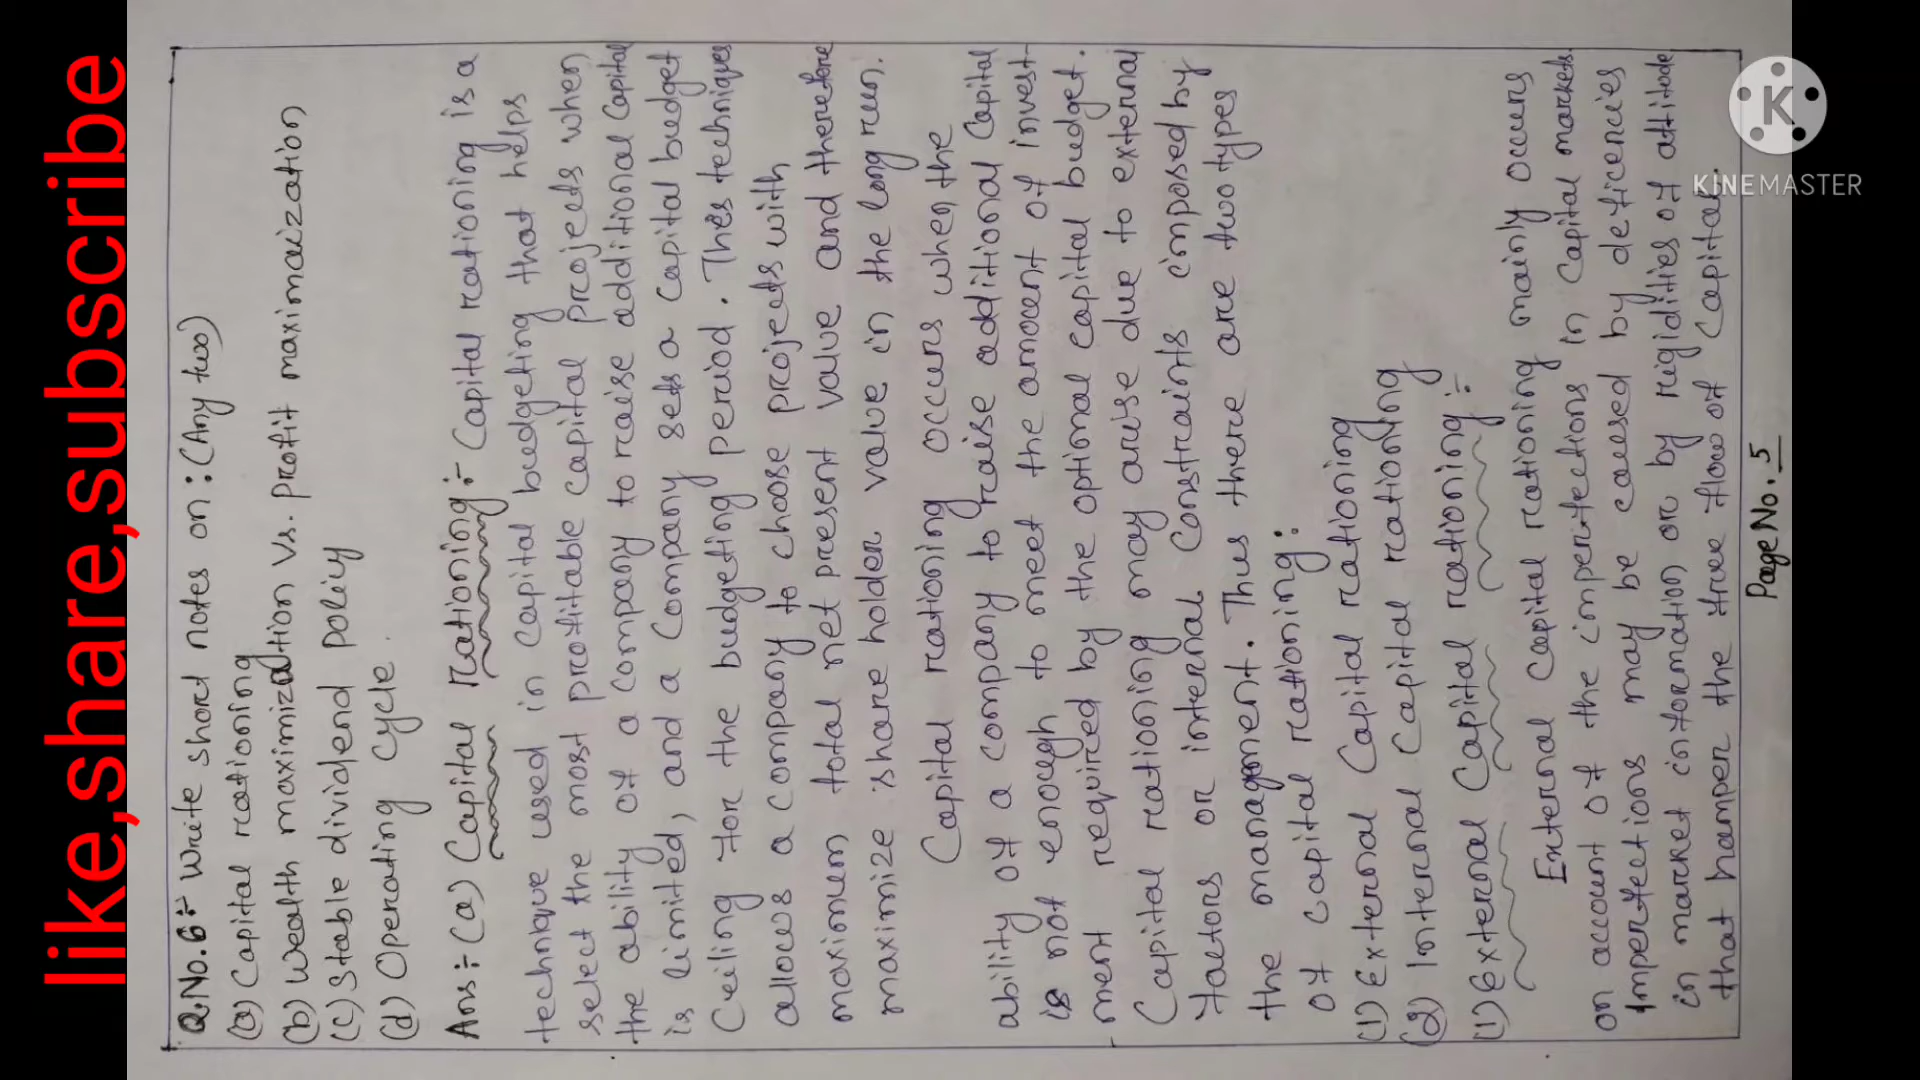 like,share,subscribe
Q.No.6:- Write short notes on: (Any two)
(a) Capital rationing
(b) Wealth maximization vs. profit maximaization
(c) Stable dividend policy
(d) Operating Cycle.
Ans:- (a) Capital rationing:- Capital rationing is a
technique used in capital budgeting that helps
select the most profitable capital projects when
the ability of a company to raise additional capital
is limited, and a company sets a capital budget
Ceiling for the budgeting period. This techniques
allows a company to choose projects with
maximum total net present value and therefore
maximize share holder value in the long run.
Capital rationing occurs when the
ability of a company to raise additional capital
is not enough to meet the amount of invest-
ment required by the optional capital budget.
Capital rationing may arise due to external
factors or internal constraints imposed by
the management. Thus there are two types
of capital rationing:
(1) External Capital rationing
(2) Internal Capital rationing
(1) External Capital rationing:-
External capital rationing mainly occurs
on account of the imperfections in capital markets.
Imperfections may be caused by deficencies
in market information or by rigidities of attitode
that hamper the free flow of capital.
Page No. 5
K
KINEMASTER